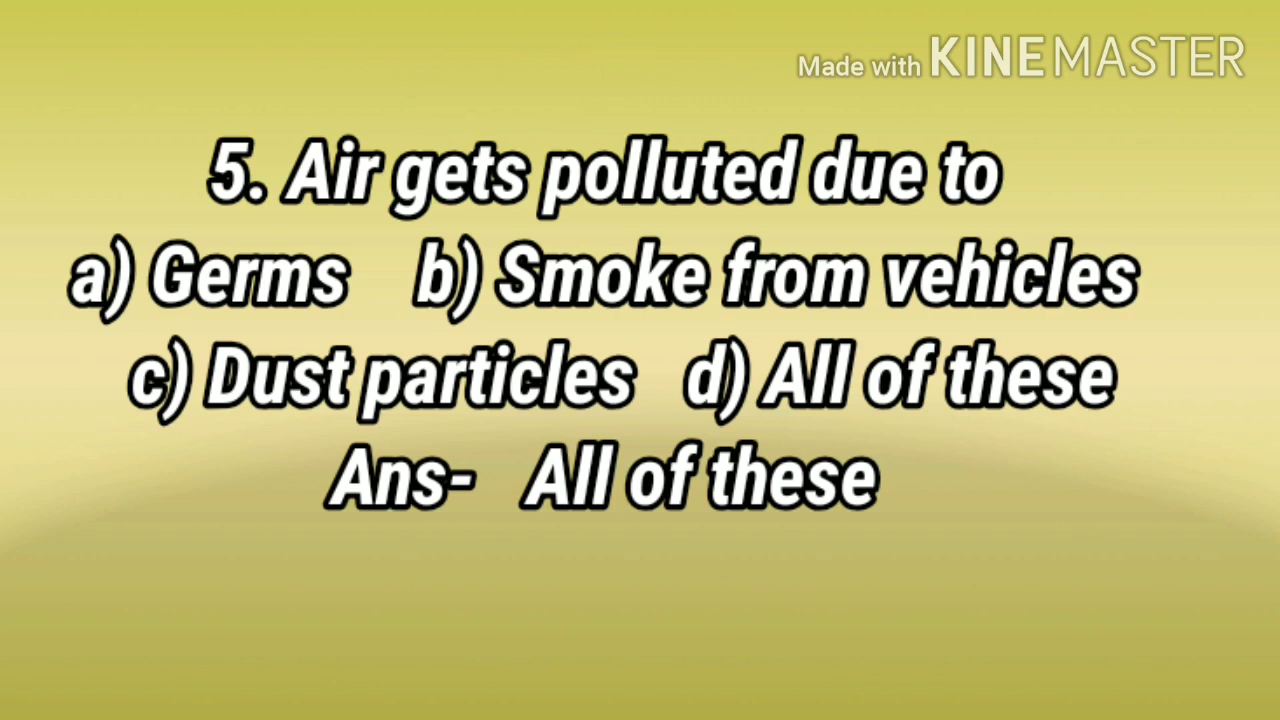 Made with KINEMASTER
5. Air gets polluted due to
a) Germs b) Smoke from vehicles
c) Dust particles d) All of these
Ans- All of these